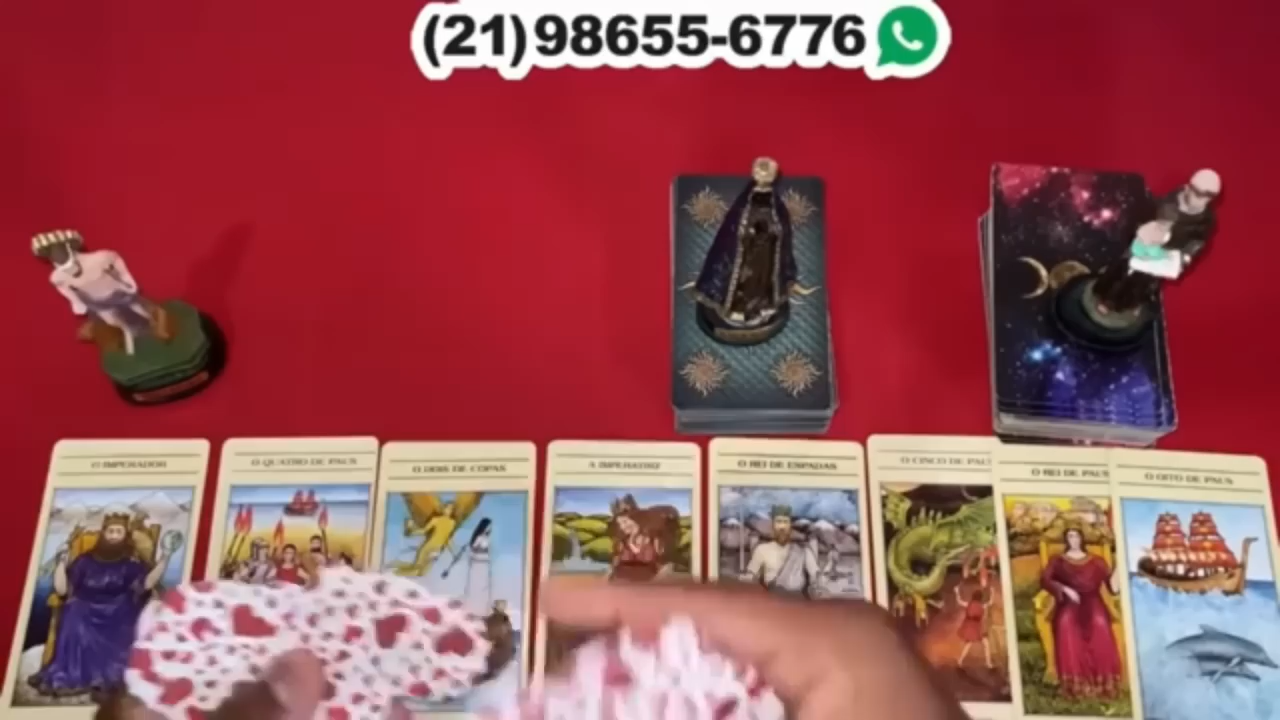 (21)98655-6776
O IMPERADOR
O QUATRO DE PAUS
O DOIS DE COPAS
A IMPERATRIZ
O REI DE ESPADAS
O CINCO DE PAUS
O REI DE PAUS
O OITO DE PAUS